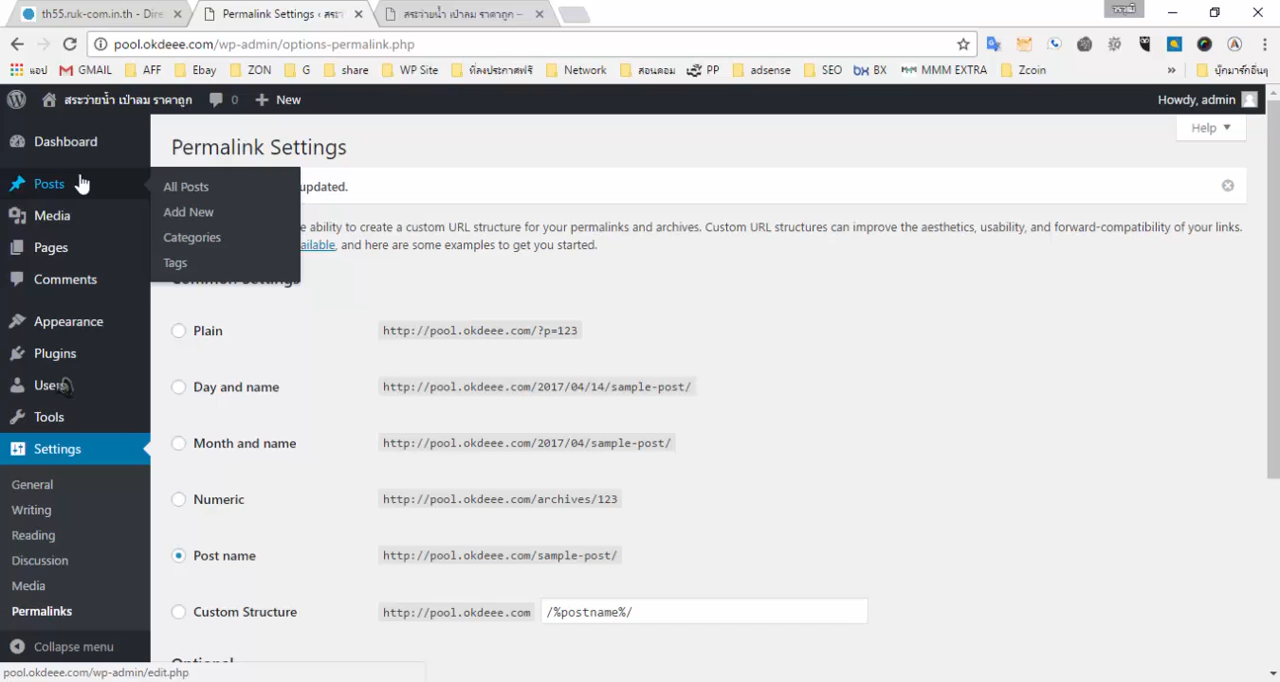 th55.ruk-com.in.th - Dire
Permalink Settings ‹ สระ
สระว่ายน้ำ เป่าลม ราคาถูก –
pool.okdeee.com/wp-admin/options-permalink.php
แอป GMAIL AFF Ebay ZON G share WP Site Network สอนดอม PP adsense SEO BX MMM EXTRA Zcoin » บุ๊กมาร์กอื่นๆ
สระว่ายน้ำ เป่าลม ราคาถูก 0 New Howdy, admin
Help
Dashboard
Permalink Settings
Posts
Media
Pages
Comments
Appearance
Plugins
Users
Tools
Settings
General
Writing
Reading
Discussion
Media
Permalinks
Collapse menu
All Posts
Add New
Categories
Tags
updated.
e ability to create a custom URL structure for your permalinks and archives. Custom URL structures can improve the aesthetics, usability, and forward-compatibility of your links.
ailable, and here are some examples to get you started.
Common Settings
Plain http://pool.okdeee.com/?p=123
Day and name http://pool.okdeee.com/2017/04/14/sample-post/
Month and name http://pool.okdeee.com/2017/04/sample-post/
Numeric http://pool.okdeee.com/archives/123
Post name http://pool.okdeee.com/sample-post/
Custom Structure http://pool.okdeee.com /%postname%/
Optional
pool.okdeee.com/wp-admin/edit.php